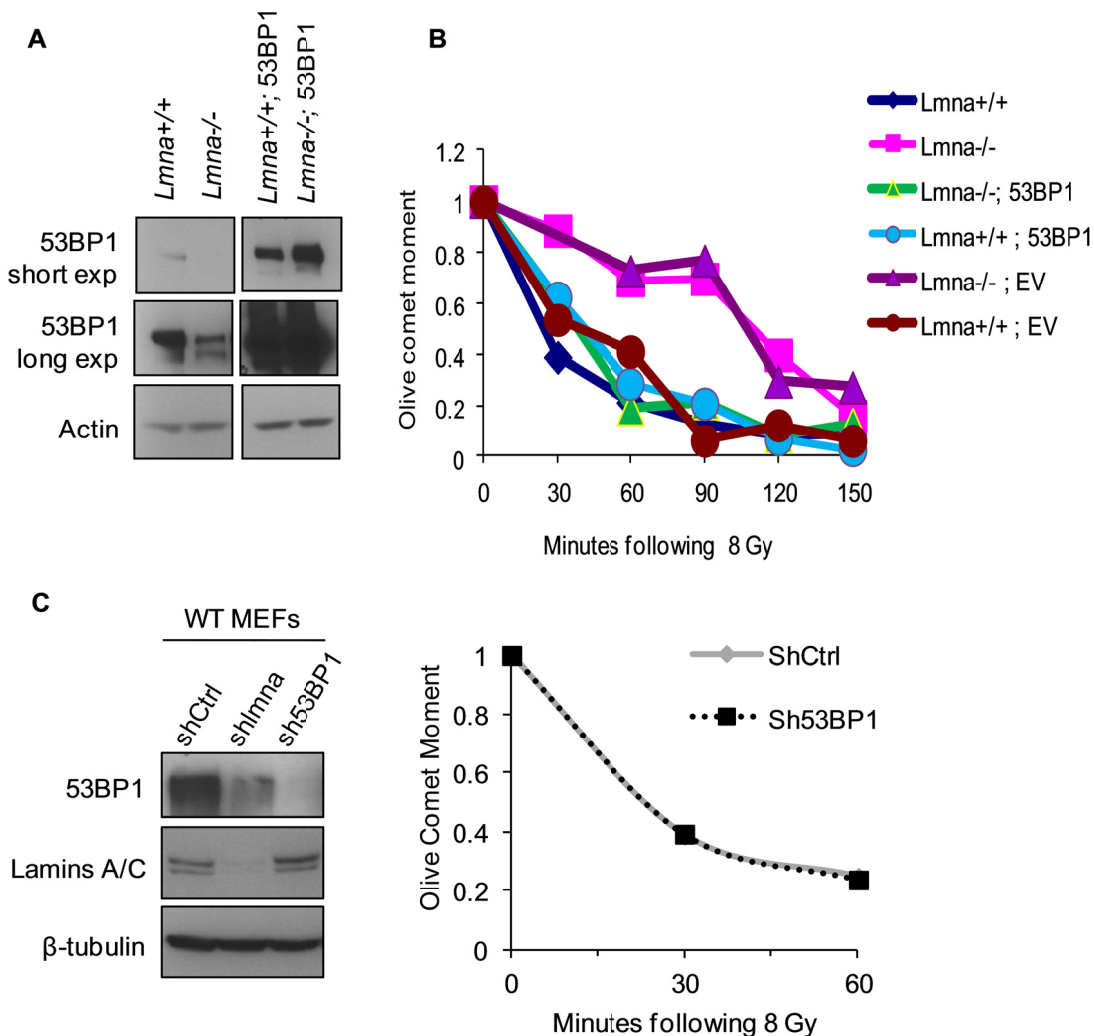 A
Lmna+/+
Lmna-/-
Lmna+/+; 53BP1
Lmna-/-; 53BP1
53BP1
short exp
53BP1
long exp
Actin
B
Olive comet moment
1.2
1
0.8
0.6
0.4
0.2
0
0 30 60 90 120 150
Minutes following 8 Gy
Lmna+/+
Lmna-/-
Lmna-/-; 53BP1
Lmna+/+ ; 53BP1
Lmna-/- ; EV
Lmna+/+ ; EV
C
WT MEFs
shCtrl
shlmna
sh53BP1
53BP1
Lamins A/C
β-tubulin
Olive Comet Moment
1
0.8
0.6
0.4
0.2
0
0 30 60
Minutes following 8 Gy
ShCtrl
Sh53BP1